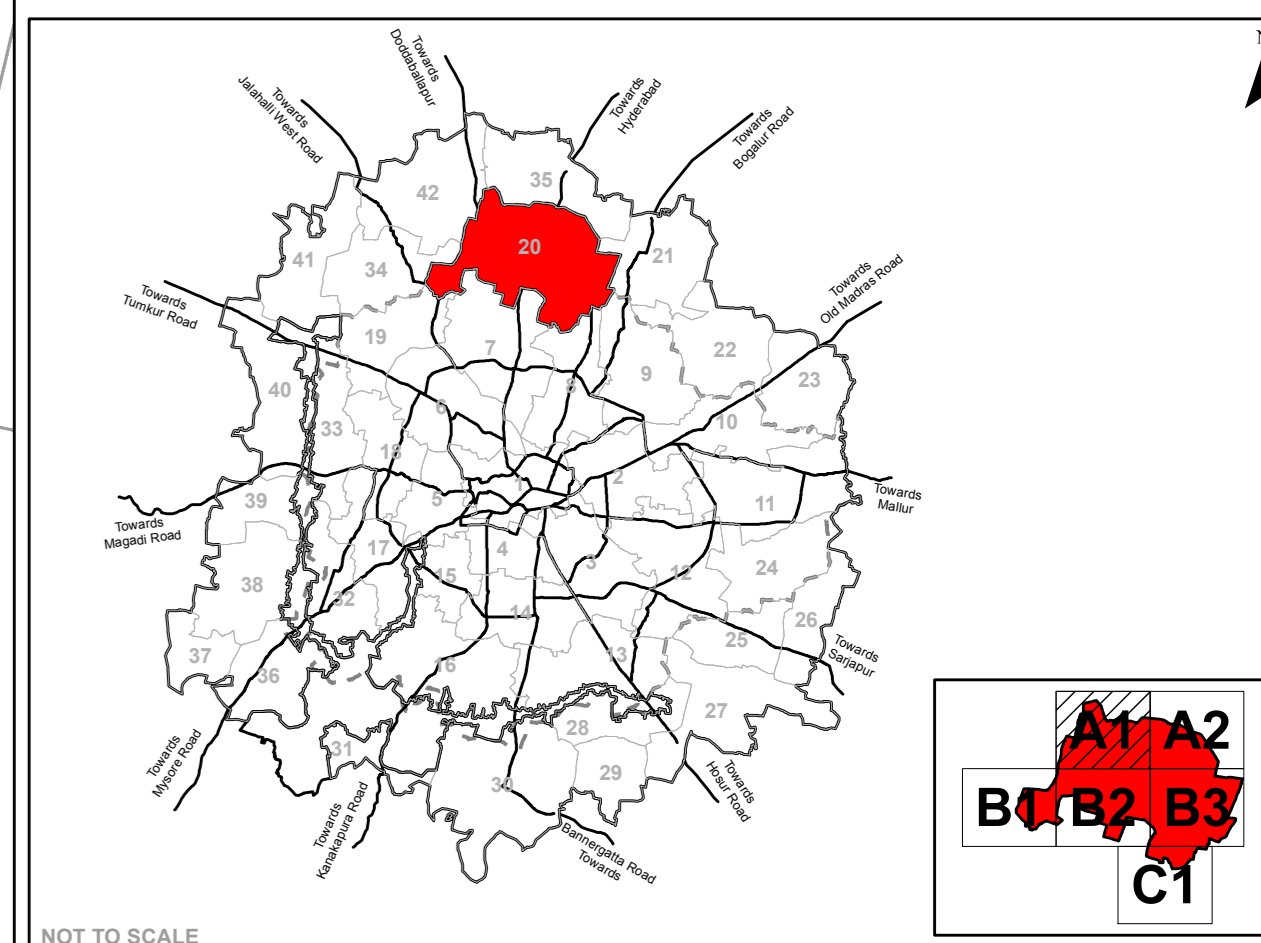 Towards
Doddaballapur
Towards
Jalahalli West Road
Towards
Hyderabad
Towards
Bogalur Road
Towards
Old Madras Road
Towards
Tumkur Road
Towards
Mallur
Towards
Magadi Road
Towards
Sarjapur
Towards
Hosur Road
Towards
Mysore Road
Towards
Kanakapura Road
Bannergatta Road
Towards
N
35
42
20
21
41
34
19
7
22
9
8
23
40
6
10
33
18
2
1
5
11
39
17
4
3
24
38
15
12
32
14
26
25
37
16
13
36
27
28
31
29
30
A1
A2
B1
B2
B3
C1
NOT TO SCALE